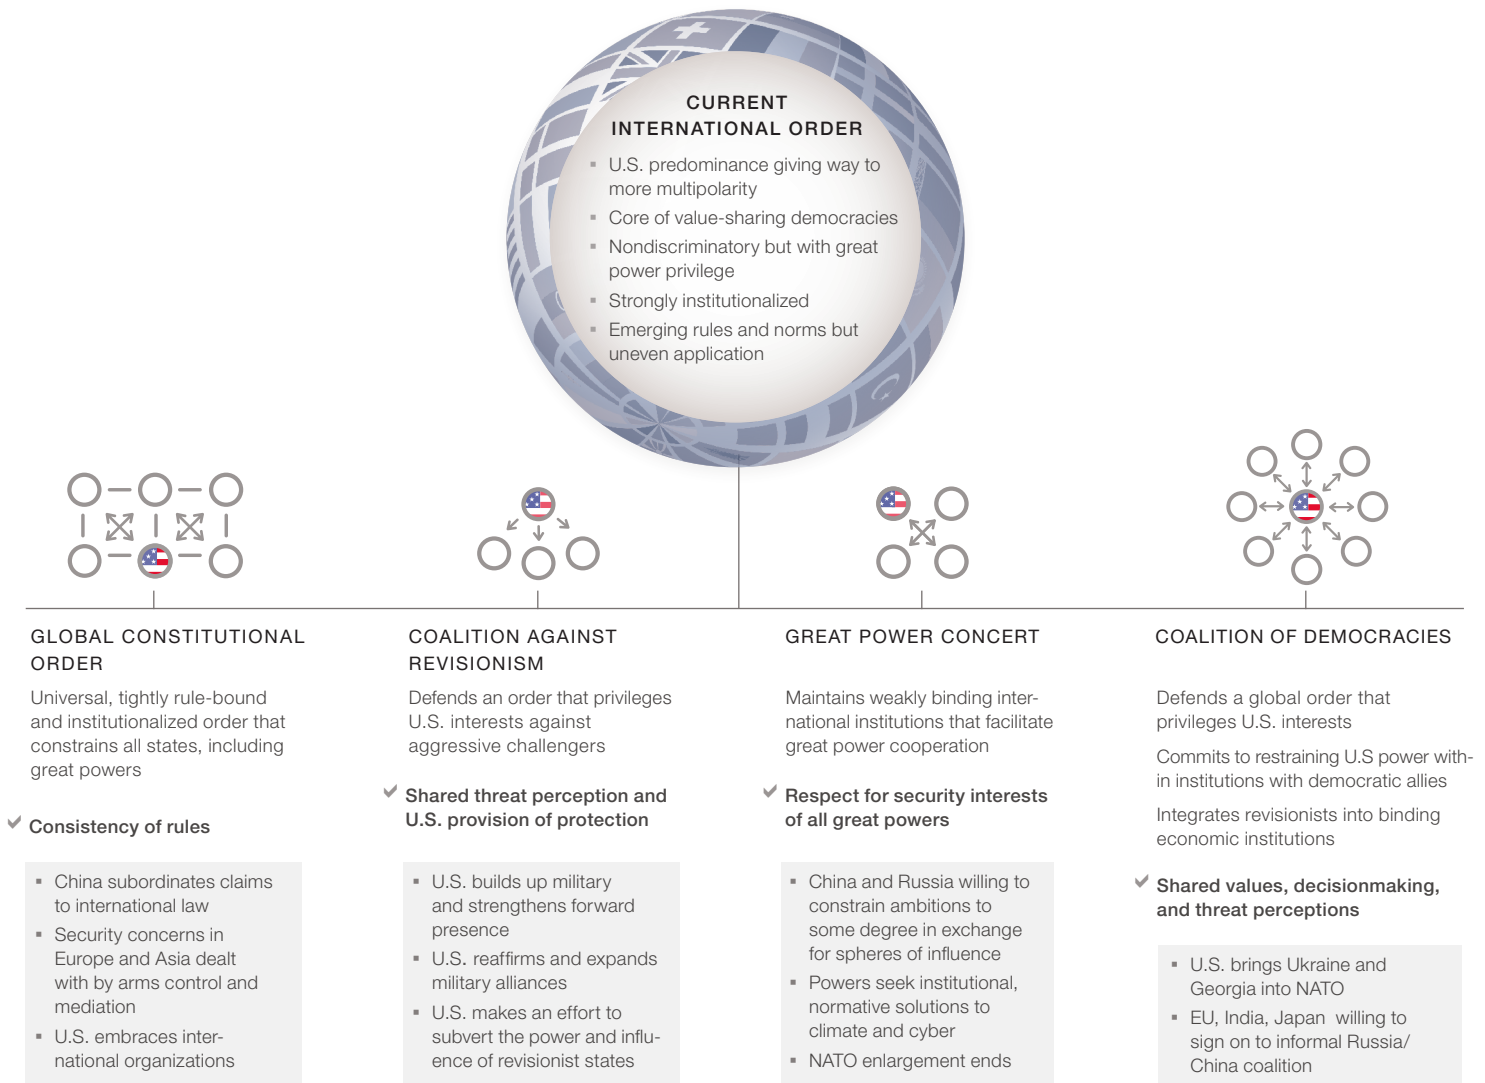 CURRENT
INTERNATIONAL ORDER
▪ U.S. predominance giving way to
more multipolarity
▪ Core of value-sharing democracies
▪ Nondiscriminatory but with great
power privilege
▪ Strongly institutionalized
▪ Emerging rules and norms but
uneven application
GLOBAL CONSTITUTIONAL
ORDER
Universal, tightly rule-bound
and institutionalized order that
constrains all states, including
great powers
Consistency of rules
▪ China subordinates claims
to international law
▪ Security concerns in
Europe and Asia dealt
with by arms control and
mediation
▪ U.S. embraces inter-
national organizations
COALITION AGAINST
REVISIONISM
Defends an order that privileges
U.S. interests against
aggressive challengers
Shared threat perception and
U.S. provision of protection
▪ U.S. builds up military
and strengthens forward
presence
▪ U.S. reaffirms and expands
military alliances
▪ U.S. makes an effort to
subvert the power and influ-
ence of revisionist states
GREAT POWER CONCERT
Maintains weakly binding inter-
national institutions that facilitate
great power cooperation
Respect for security interests
of all great powers
▪ China and Russia willing to
constrain ambitions to
some degree in exchange
for spheres of influence
▪ Powers seek institutional,
normative solutions to
climate and cyber
▪ NATO enlargement ends
COALITION OF DEMOCRACIES
Defends a global order that
privileges U.S. interests
Commits to restraining U.S power with-
in institutions with democratic allies
Integrates revisionists into binding
economic institutions
Shared values, decisionmaking,
and threat perceptions
▪ U.S. brings Ukraine and
Georgia into NATO
▪ EU, India, Japan willing to
sign on to informal Russia/
China coalition